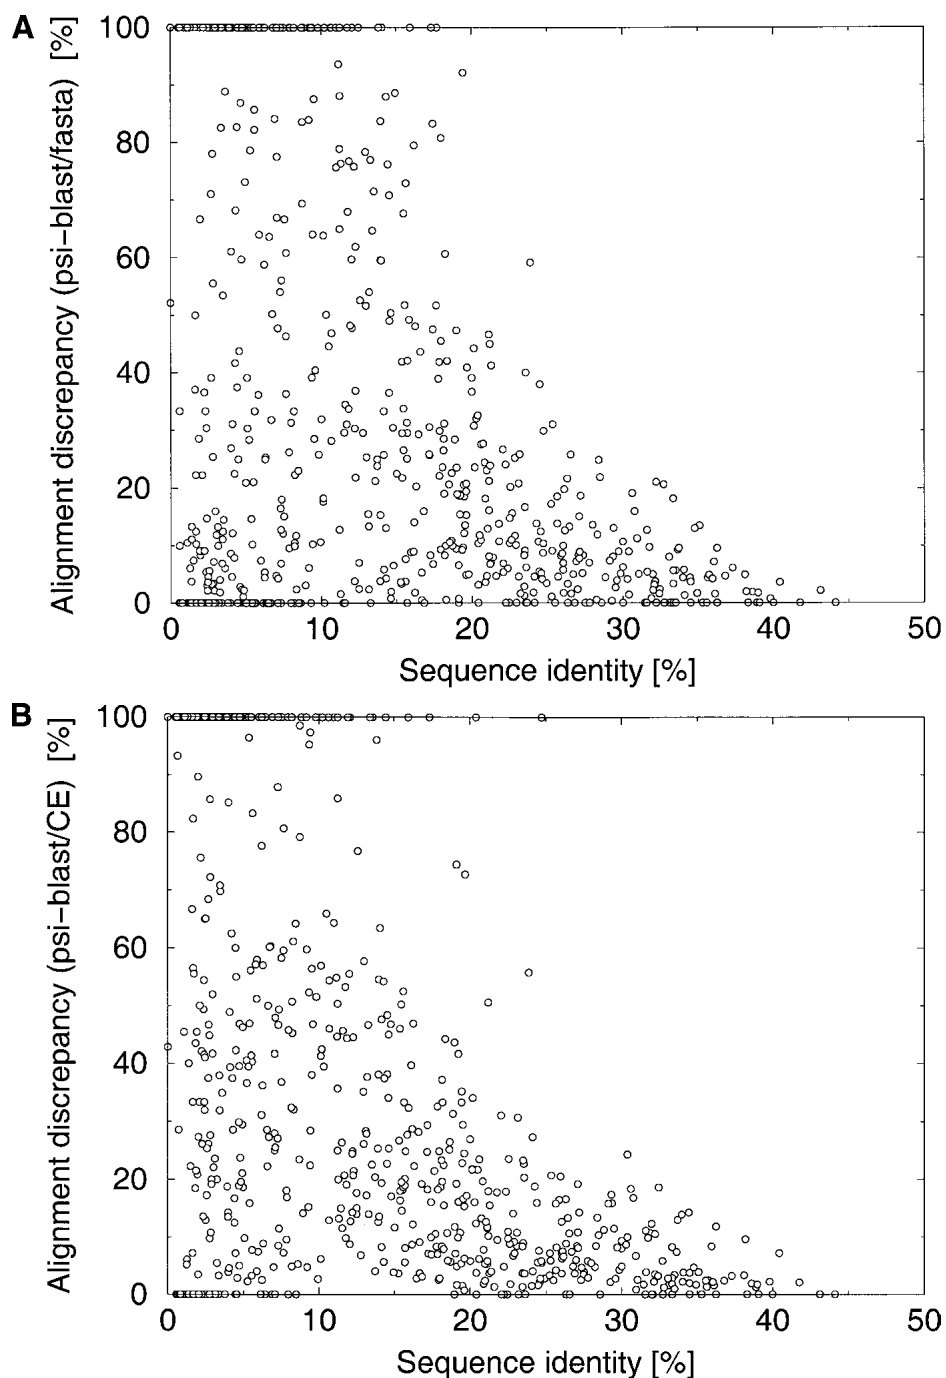 A
Alignment discrepancy (psi-blast/fasta) [%]
100
80
60
40
20
0
0 10 20 30 40 50
Sequence identity [%]
B
Alignment discrepancy (psi-blast/CE) [%]
100
80
60
40
20
0
0 10 20 30 40 50
Sequence identity [%]